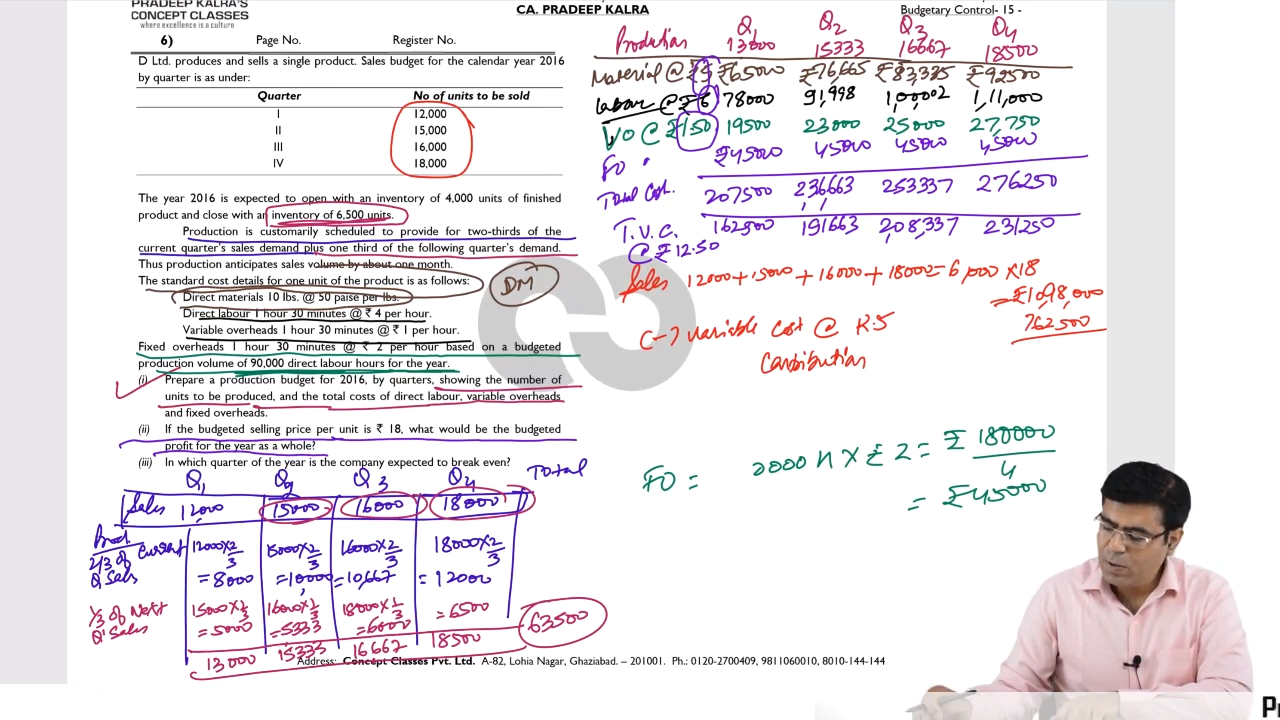 PRADEEP KALRA'S
CONCEPT CLASSES
where excellence is a culture
CA. PRADEEP KALRA
Budgetary Control- 15 -
6) Page No. Register No.
D Ltd. produces and sells a single product. Sales budget for the calendar year 2016
by quarter is as under:
Quarter No of units to be sold
I 12,000
II 15,000
III 16,000
IV 18,000
The year 2016 is expected to open with an inventory of 4,000 units of finished
product and close with an inventory of 6,500 units.
Production is customarily scheduled to provide for two-thirds of the
current quarter's sales demand plus one third of the following quarter's demand.
Thus production anticipates sales volume by about one month.
The standard cost details for one unit of the product is as follows:
Direct materials 10 lbs. @ 50 paise per lbs.
Direct labour 1 hour 30 minutes @ ₹ 4 per hour.
Variable overheads 1 hour 30 minutes @ ₹ 1 per hour.
Fixed overheads 1 hour 30 minutes @ ₹ 2 per hour based on a budgeted
production volume of 90,000 direct labour hours for the year.
(i) Prepare a production budget for 2016, by quarters, showing the number of
units to be produced, and the total costs of direct labour, variable overheads
and fixed overheads.
(ii) If the budgeted selling price per unit is ₹ 18, what would be the budgeted
profit for the year as a whole?
(iii) In which quarter of the year is the company expected to break even?
DM
Q1 Q2 Q3 Q4 Total
Sales 12000 15000 16000 18000
Prod.
2/3 of Current 12000×2/3 15000×2/3 16000×2/3 18000×2/3
Q Sales =8000 =10000 =10,667 =12000
1/3 of Next 15000×1/3 16000×1/3 18000×1/3 =6500
Q' Sales =5000 =5333 =6000
13000 15333 16667 18500 63500
Q1 Q2 Q3 Q4
Prodution 13000 15333 16667 18500
Material @ ₹5 ₹65000 ₹76,665 ₹83,335 ₹92500
labour @ ₹6 78000 91,998 1,00002 1,11,000
VO @ ₹1.50 19500 23000 25000 27,750
FO ₹45000 45000 45000 45000
Total Cost. 207500 236663 253337 276250
T.V.C. 162500 191663 208,337 231250
@ ₹ 12.50
Sales 12000+15000+16000+18000= 61,000 ×18
=₹1098,000
762500
(-) Variable Cost @ 12.5
Contribution
FO = 9000 H × ₹ 2 = ₹ 180000
4
= ₹45000
Address: Concept Classes Pvt. Ltd. A-82, Lohia Nagar, Ghaziabad. – 201001. Ph.: 0120-2700409, 9811060010, 8010-144-144